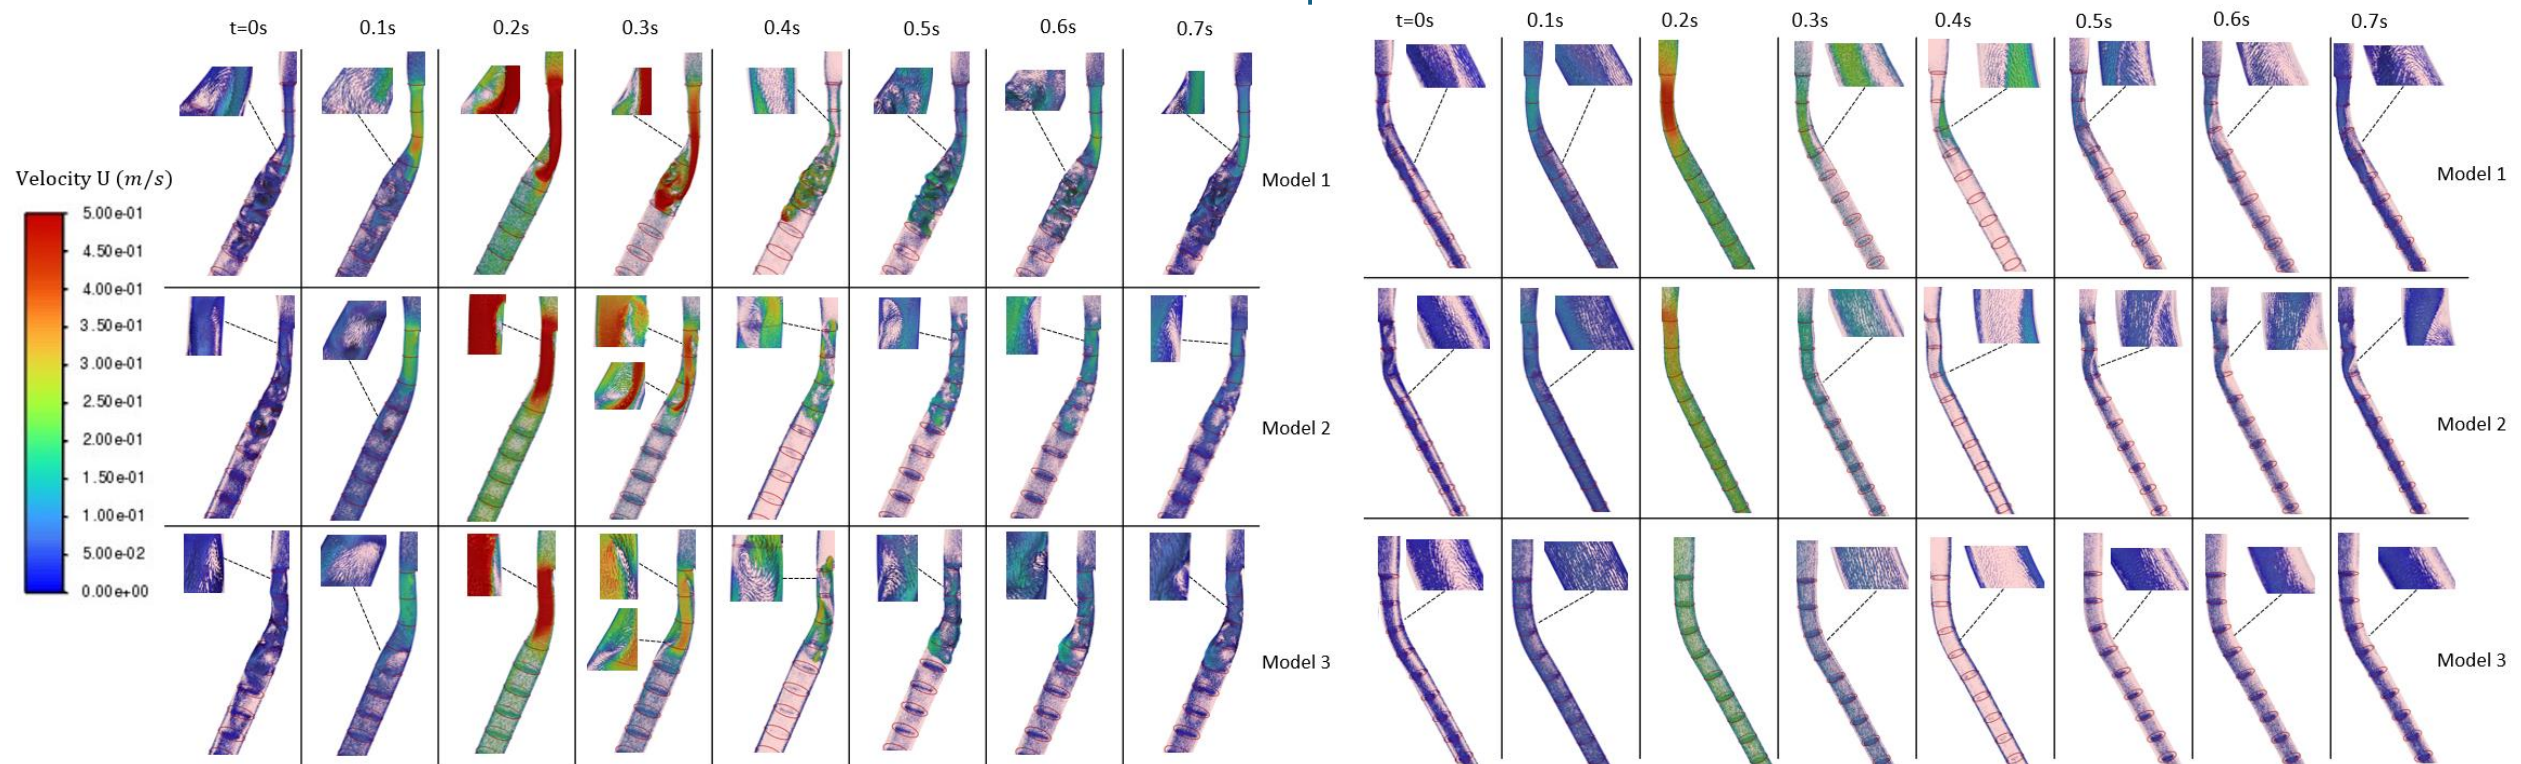 t=0s 0.1s 0.2s 0.3s 0.4s 0.5s 0.6s 0.7s
Velocity U (m/s)
5.00e-01
4.50e-01
4.00e-01
3.50e-01
3.00e-01
2.50e-01
2.00e-01
1.50e-01
1.00e-01
5.00e-02
0.00e+00
Model 1
Model 2
Model 3
t=0s 0.1s 0.2s 0.3s 0.4s 0.5s 0.6s 0.7s
Model 1
Model 2
Model 3